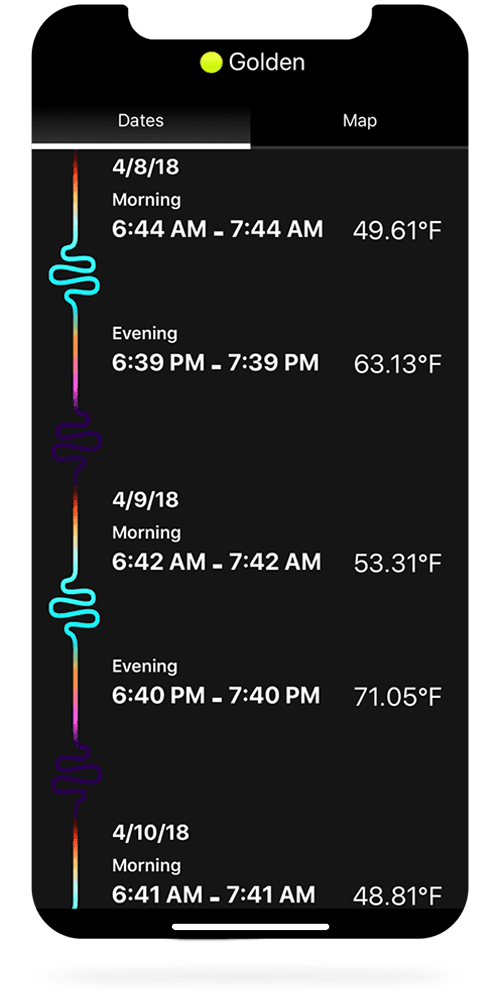 Golden
Dates Map
4/8/18
Morning
6:44 AM - 7:44 AM 49.61°F
Evening
6:39 PM - 7:39 PM 63.13°F
4/9/18
Morning
6:42 AM - 7:42 AM 53.31°F
Evening
6:40 PM - 7:40 PM 71.05°F
4/10/18
Morning
6:41 AM - 7:41 AM 48.81°F